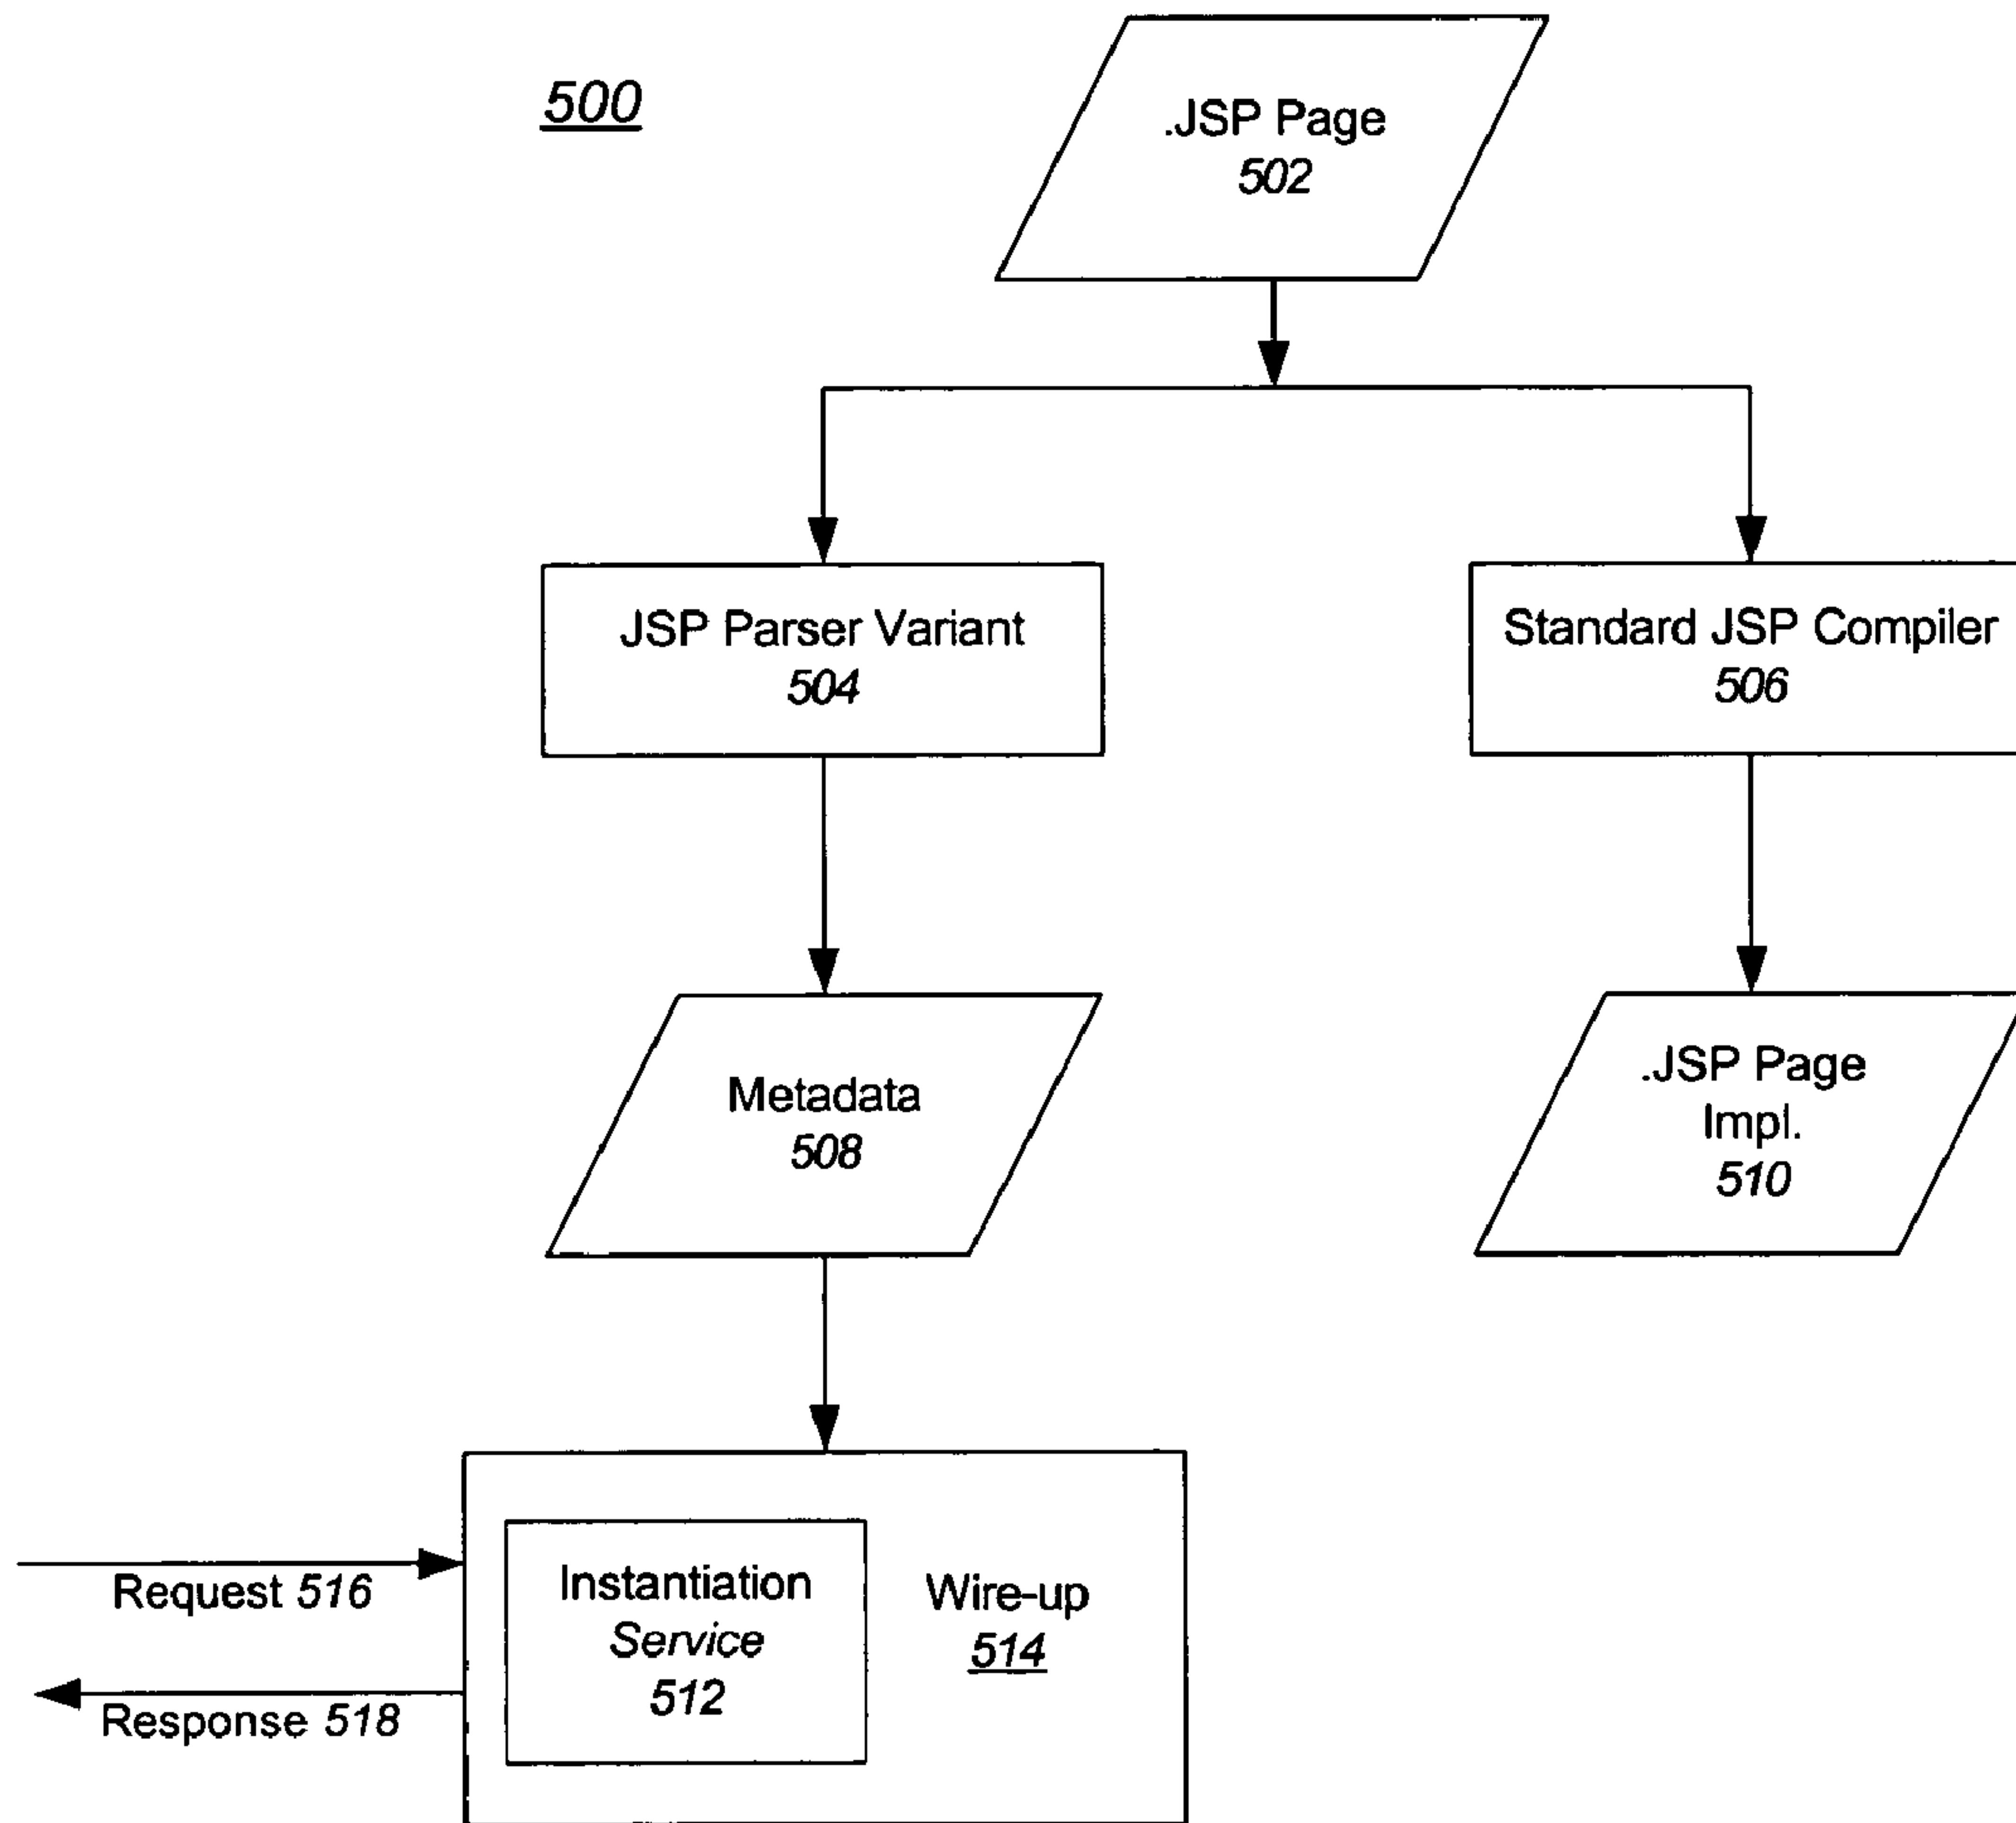 500
.JSP Page
502
JSP Parser Variant
504
Standard JSP Compiler
506
Metadata
508
.JSP Page
Impl.
510
Request 516
Response 518
Instantiation
Service
512
Wire-up
514